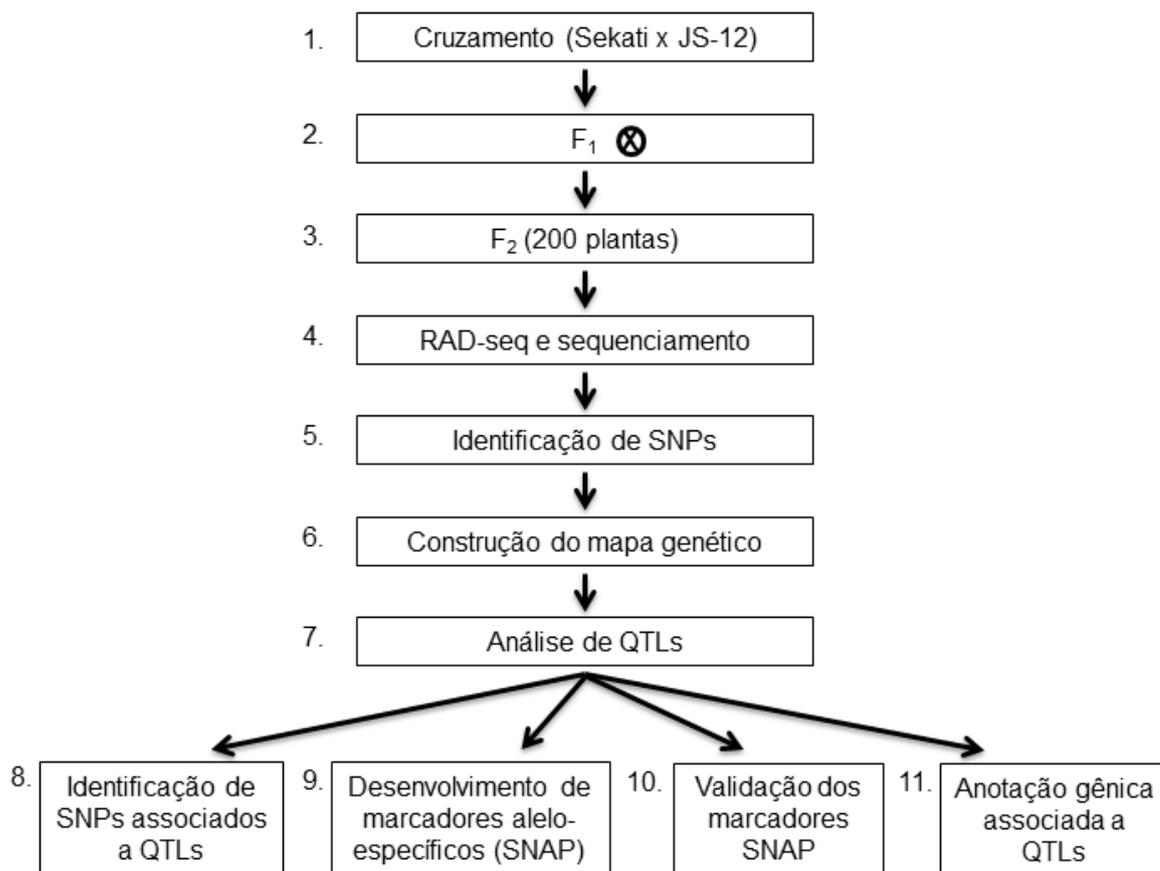 1. Cruzamento (Sekati x JS-12)
2. F₁ ⊗
3. F₂ (200 plantas)
4. RAD-seq e sequenciamento
5. Identificação de SNPs
6. Construção do mapa genético
7. Análise de QTLs
8. Identificação de
SNPs associados
a QTLs
9. Desenvolvimento de
marcadores alelo-
específicos (SNAP)
10. Validação dos
marcadores
SNAP
11. Anotação gênica
associada a
QTLs